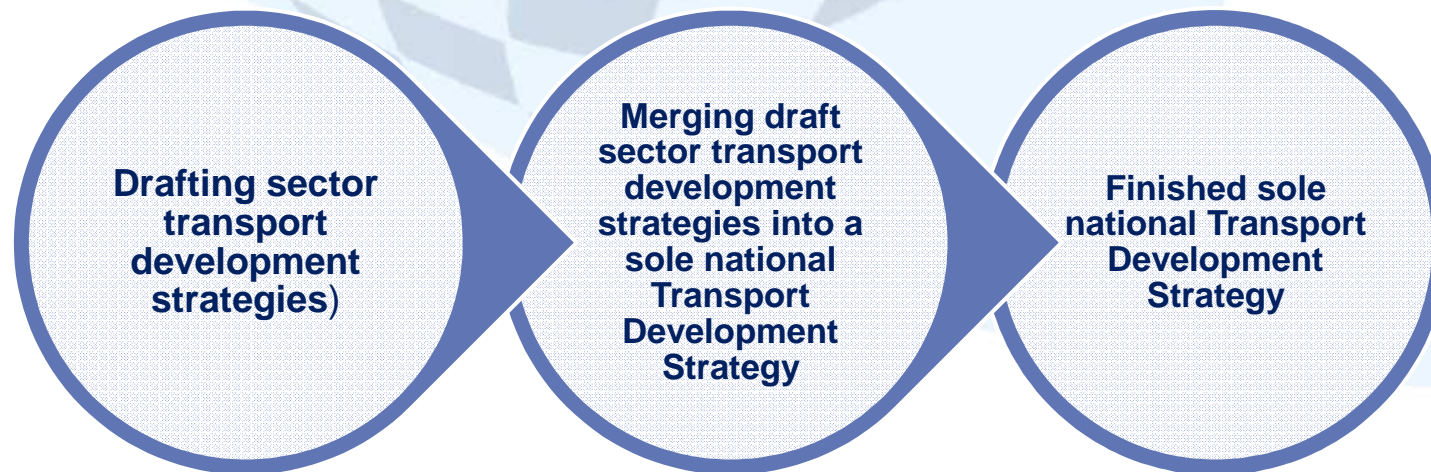 Drafting sector
transport
development
strategies)
Merging draft
sector transport
development
strategies into a
sole national
Transport
Development
Strategy
Finished sole
national Transport
Development
Strategy